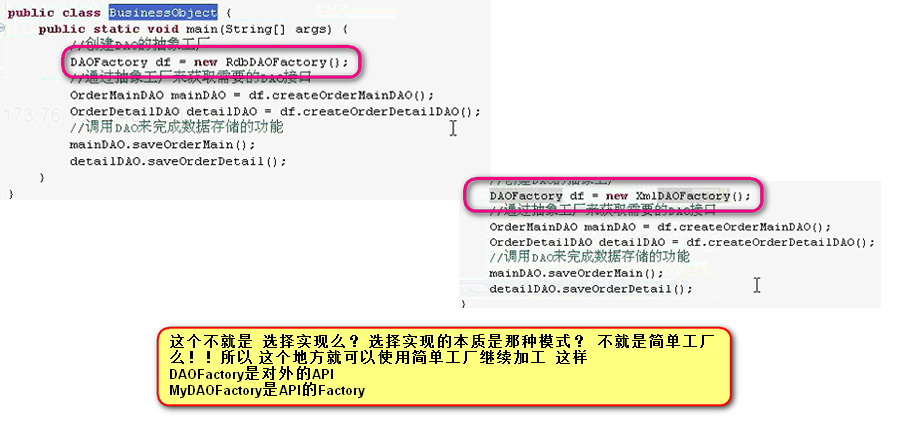 public class BusinessObject {
public static void main(String[] args) {
//创建DAO的抽象工厂
DAOFactory df = new RdbDAOFactory();
//通过抽象工厂来获取需要的DAO接口
OrderMainDAO mainDAO = df.createOrderMainDAO();
OrderDetailDAO detailDAO = df.createOrderDetailDAO();
//调用DAO来完成数据存储的功能
mainDAO.saveOrderMain();
detailDAO.saveOrderDetail();
}
}
//创建DAO的抽象工厂
DAOFactory df = new XmlDAOFactory();
//通过抽象工厂来获取需要的DAO接口
OrderMainDAO mainDAO = df.createOrderMainDAO();
OrderDetailDAO detailDAO = df.createOrderDetailDAO();
//调用DAO来完成数据存储的功能
mainDAO.saveOrderMain();
detailDAO.saveOrderDetail();
}
这个不就是 选择实现么？ 选择实现的本质是那种模式？ 不就是简单工厂
么！！所以 这个地方就可以使用简单工厂继续加工 这样
DAOFactory是对外的API
MyDAOFactory是API的Factory